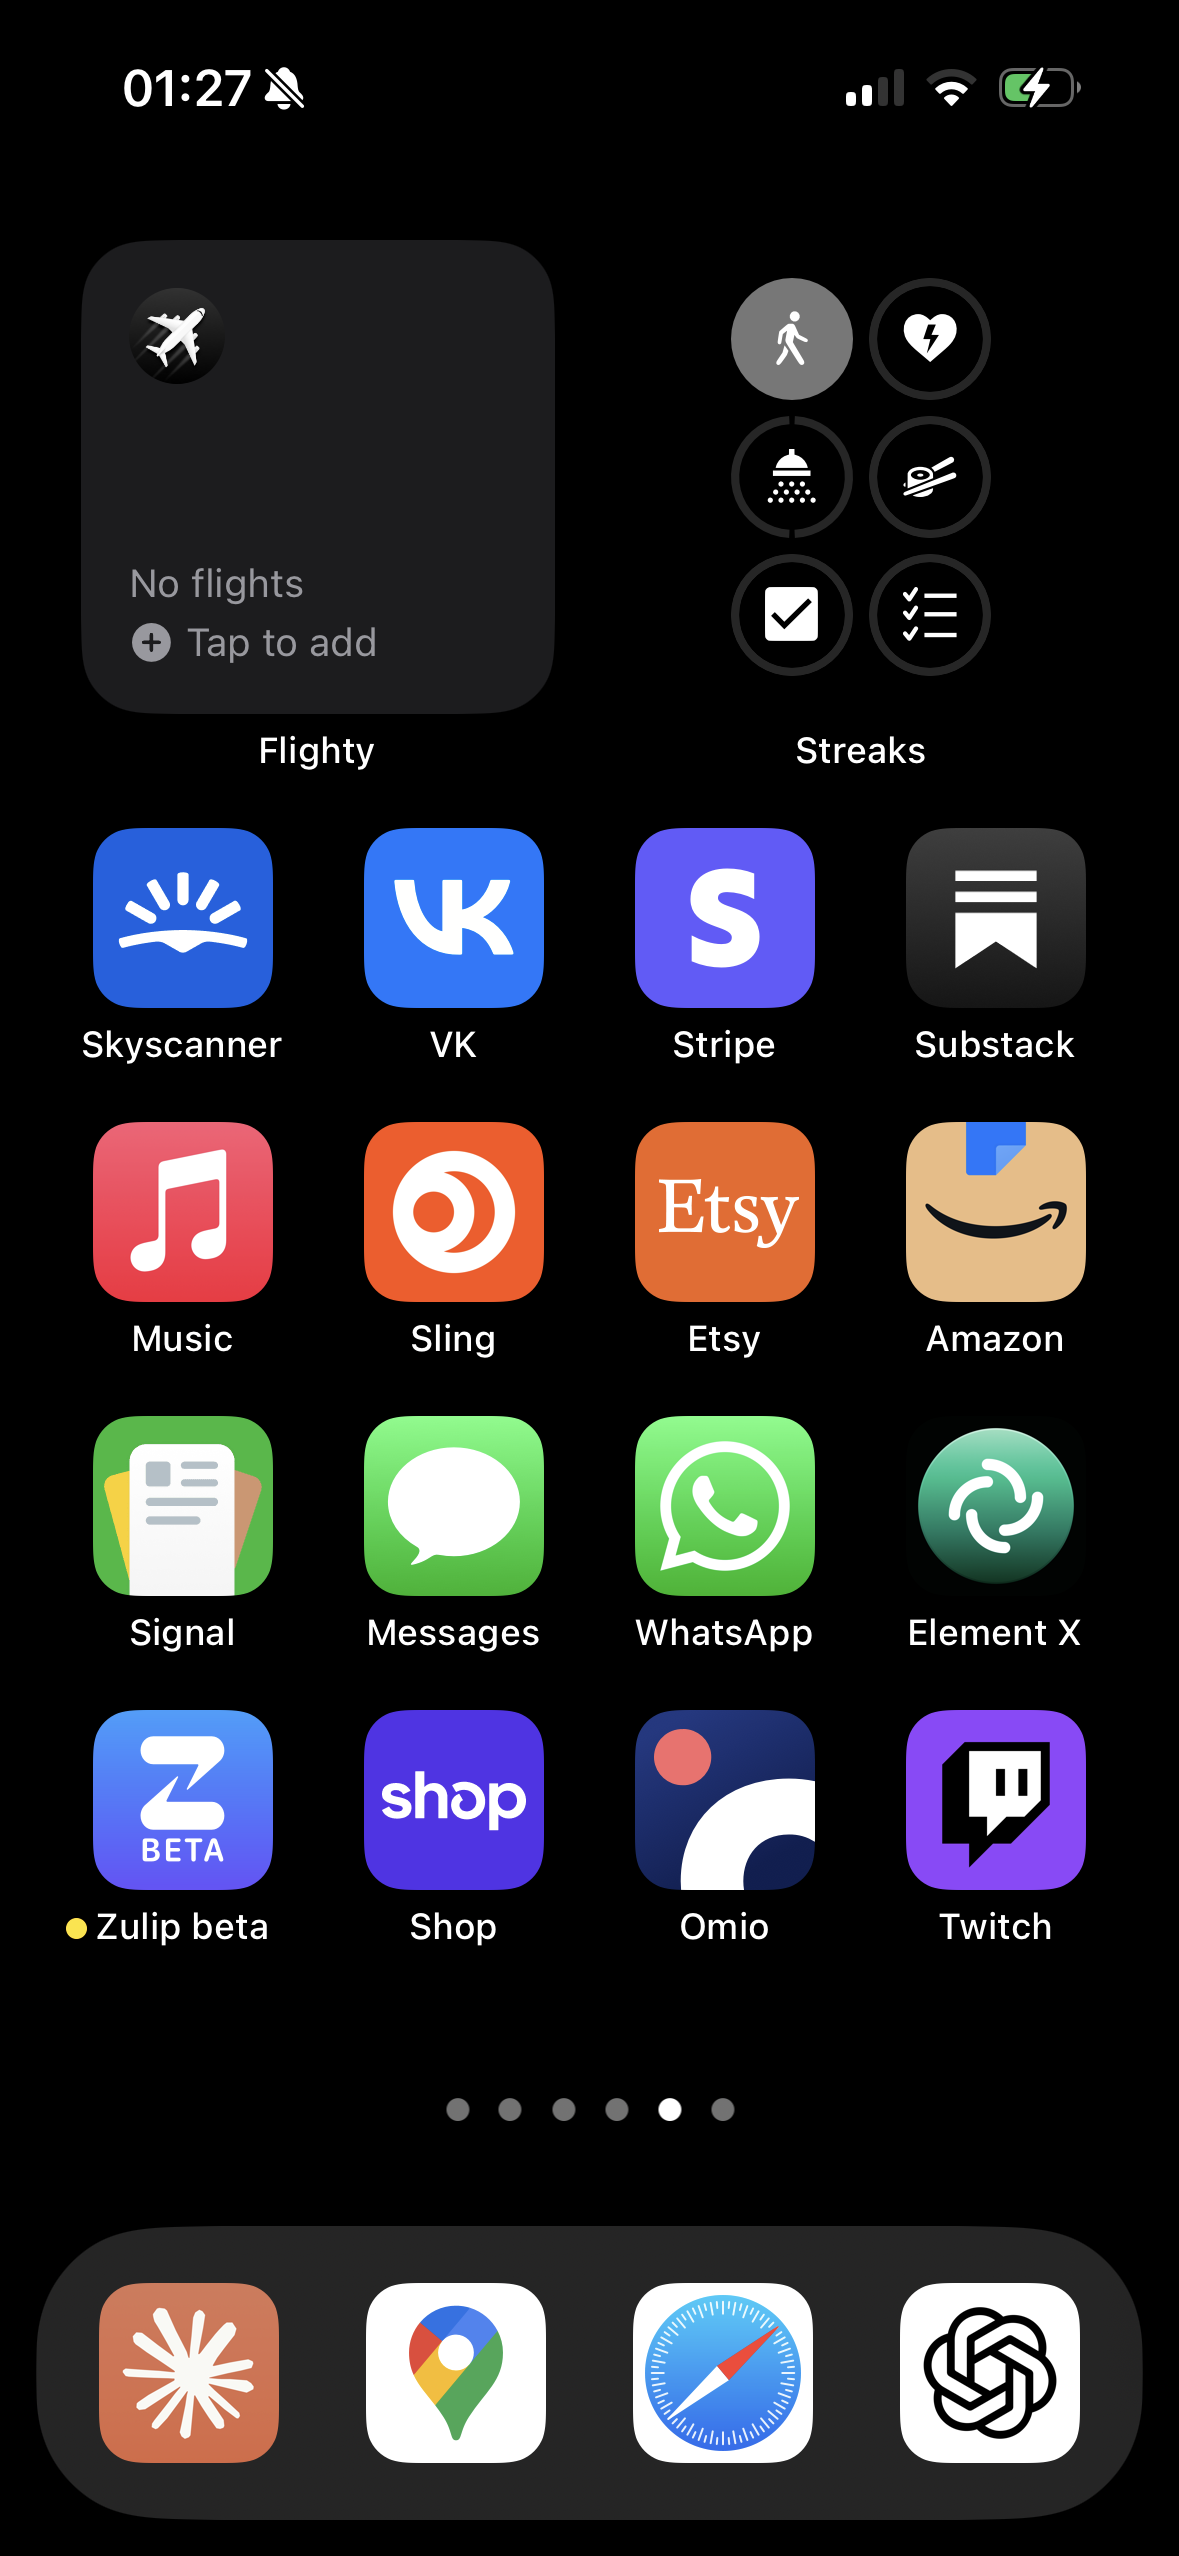 01:27
No flights
Tap to add
Flighty
Streaks
S
Skyscanner
VK
Stripe
Substack
Etsy
Music
Sling
Etsy
Amazon
Signal
Messages
WhatsApp
Element X
BETA
shop
Zulip beta
Shop
Omio
Twitch